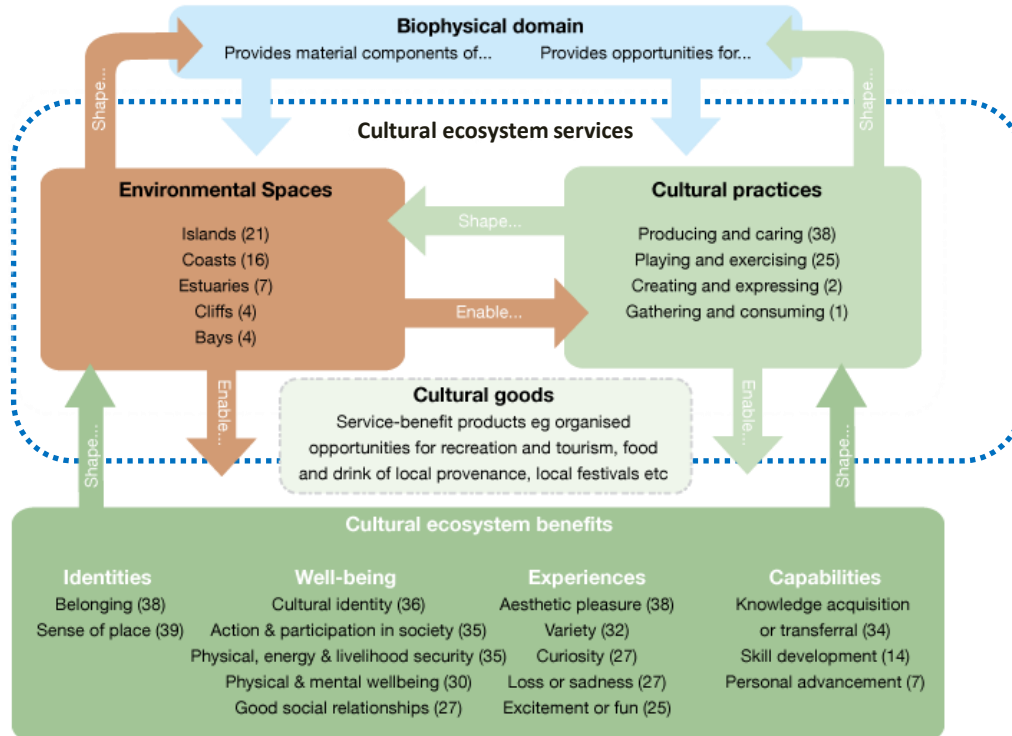 Biophysical domain
Provides material components of...
Provides opportunities for...
Shape...
Shape...
Cultural ecosystem services
Environmental Spaces
Islands (21)
Coasts (16)
Estuaries (7)
Cliffs (4)
Bays (4)
Shape...
Enable...
Cultural practices
Producing and caring (38)
Playing and exercising (25)
Creating and expressing (2)
Gathering and consuming (1)
Shape...
Enable...
Cultural goods
Service-benefit products eg organised
opportunities for recreation and tourism, food
and drink of local provenance, local festivals etc
Enable...
Shape...
Cultural ecosystem benefits
Identities
Belonging (38)
Sense of place (39)
Well-being
Cultural identity (36)
Action & participation in society (35)
Physical, energy & livelihood security (35)
Physical & mental wellbeing (30)
Good social relationships (27)
Experiences
Aesthetic pleasure (38)
Variety (32)
Curiosity (27)
Loss or sadness (27)
Excitement or fun (25)
Capabilities
Knowledge acquisition
or transferral (34)
Skill development (14)
Personal advancement (7)